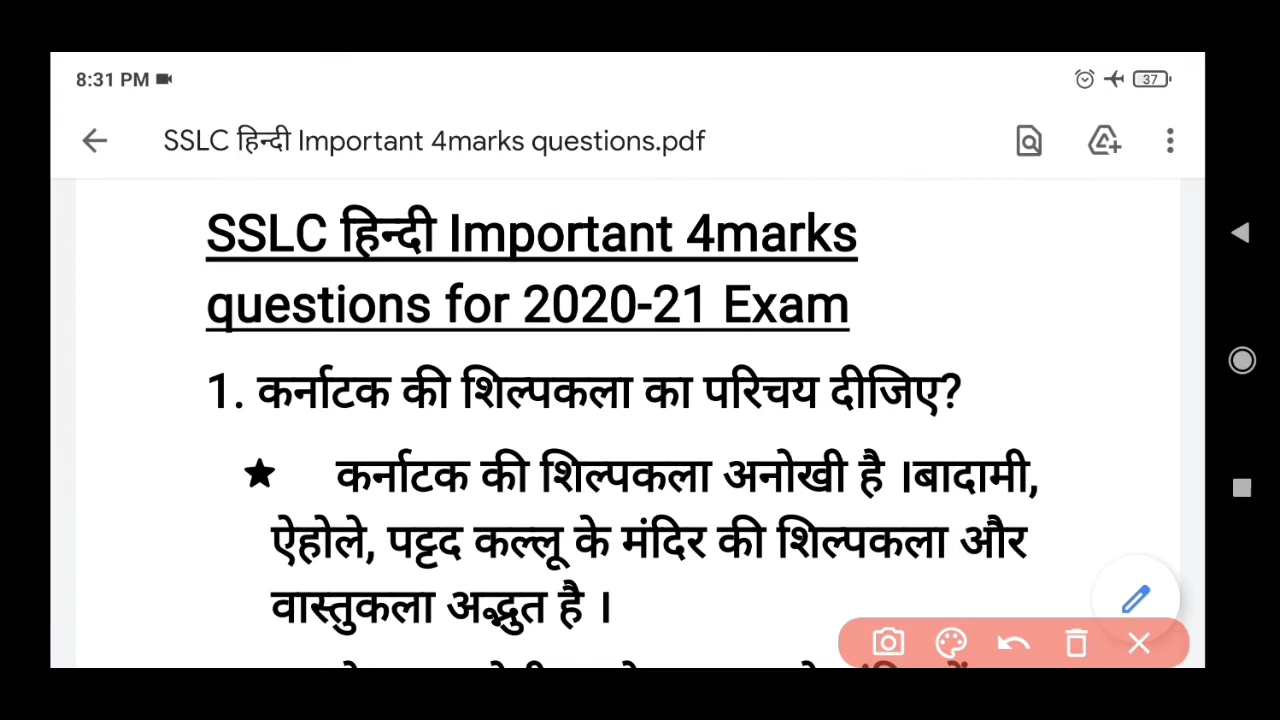 8:31 PM
37
SSLC हिन्दी Important 4marks questions.pdf
SSLC हिन्दी Important 4marks
questions for 2020-21 Exam
1. कर्नाटक की शिल्पकला का परिचय दीजिए?
★ कर्नाटक की शिल्पकला अनोखी है ।बादामी,
ऐहोले, पट्टद कल्लू के मंदिर की शिल्पकला और
वास्तुकला अद्भुत है ।